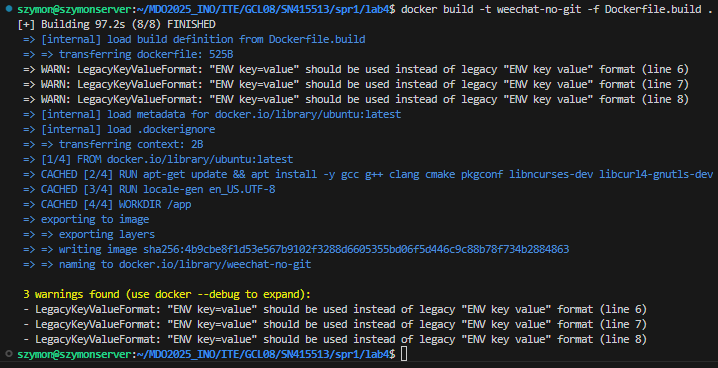 szymon@szymonserver:~/MDO2025_INO/ITE/GCL08/SN415513/spr1/lab4$ docker build -t weechat-no-git -f Dockerfile.build .
[+] Building 97.2s (8/8) FINISHED
=> [internal] load build definition from Dockerfile.build
=> => transferring dockerfile: 525B
=> WARN: LegacyKeyValueFormat: "ENV key=value" should be used instead of legacy "ENV key value" format (line 6)
=> WARN: LegacyKeyValueFormat: "ENV key=value" should be used instead of legacy "ENV key value" format (line 7)
=> WARN: LegacyKeyValueFormat: "ENV key=value" should be used instead of legacy "ENV key value" format (line 8)
=> [internal] load metadata for docker.io/library/ubuntu:latest
=> [internal] load .dockerignore
=> => transferring context: 2B
=> [1/4] FROM docker.io/library/ubuntu:latest
=> CACHED [2/4] RUN apt-get update && apt install -y gcc g++ clang cmake pkgconf libncurses-dev libcurl4-gnutls-dev
=> CACHED [3/4] RUN locale-gen en_US.UTF-8
=> CACHED [4/4] WORKDIR /app
=> exporting to image
=> => exporting layers
=> => writing image sha256:4b9cbe8f1d53e567b9102f3288d6605355bd06f5d446c9c88b78f734b2884863
=> => naming to docker.io/library/weechat-no-git
3 warnings found (use docker --debug to expand):
- LegacyKeyValueFormat: "ENV key=value" should be used instead of legacy "ENV key value" format (line 6)
- LegacyKeyValueFormat: "ENV key=value" should be used instead of legacy "ENV key value" format (line 7)
- LegacyKeyValueFormat: "ENV key=value" should be used instead of legacy "ENV key value" format (line 8)
szymon@szymonserver:~/MDO2025_INO/ITE/GCL08/SN415513/spr1/lab4$